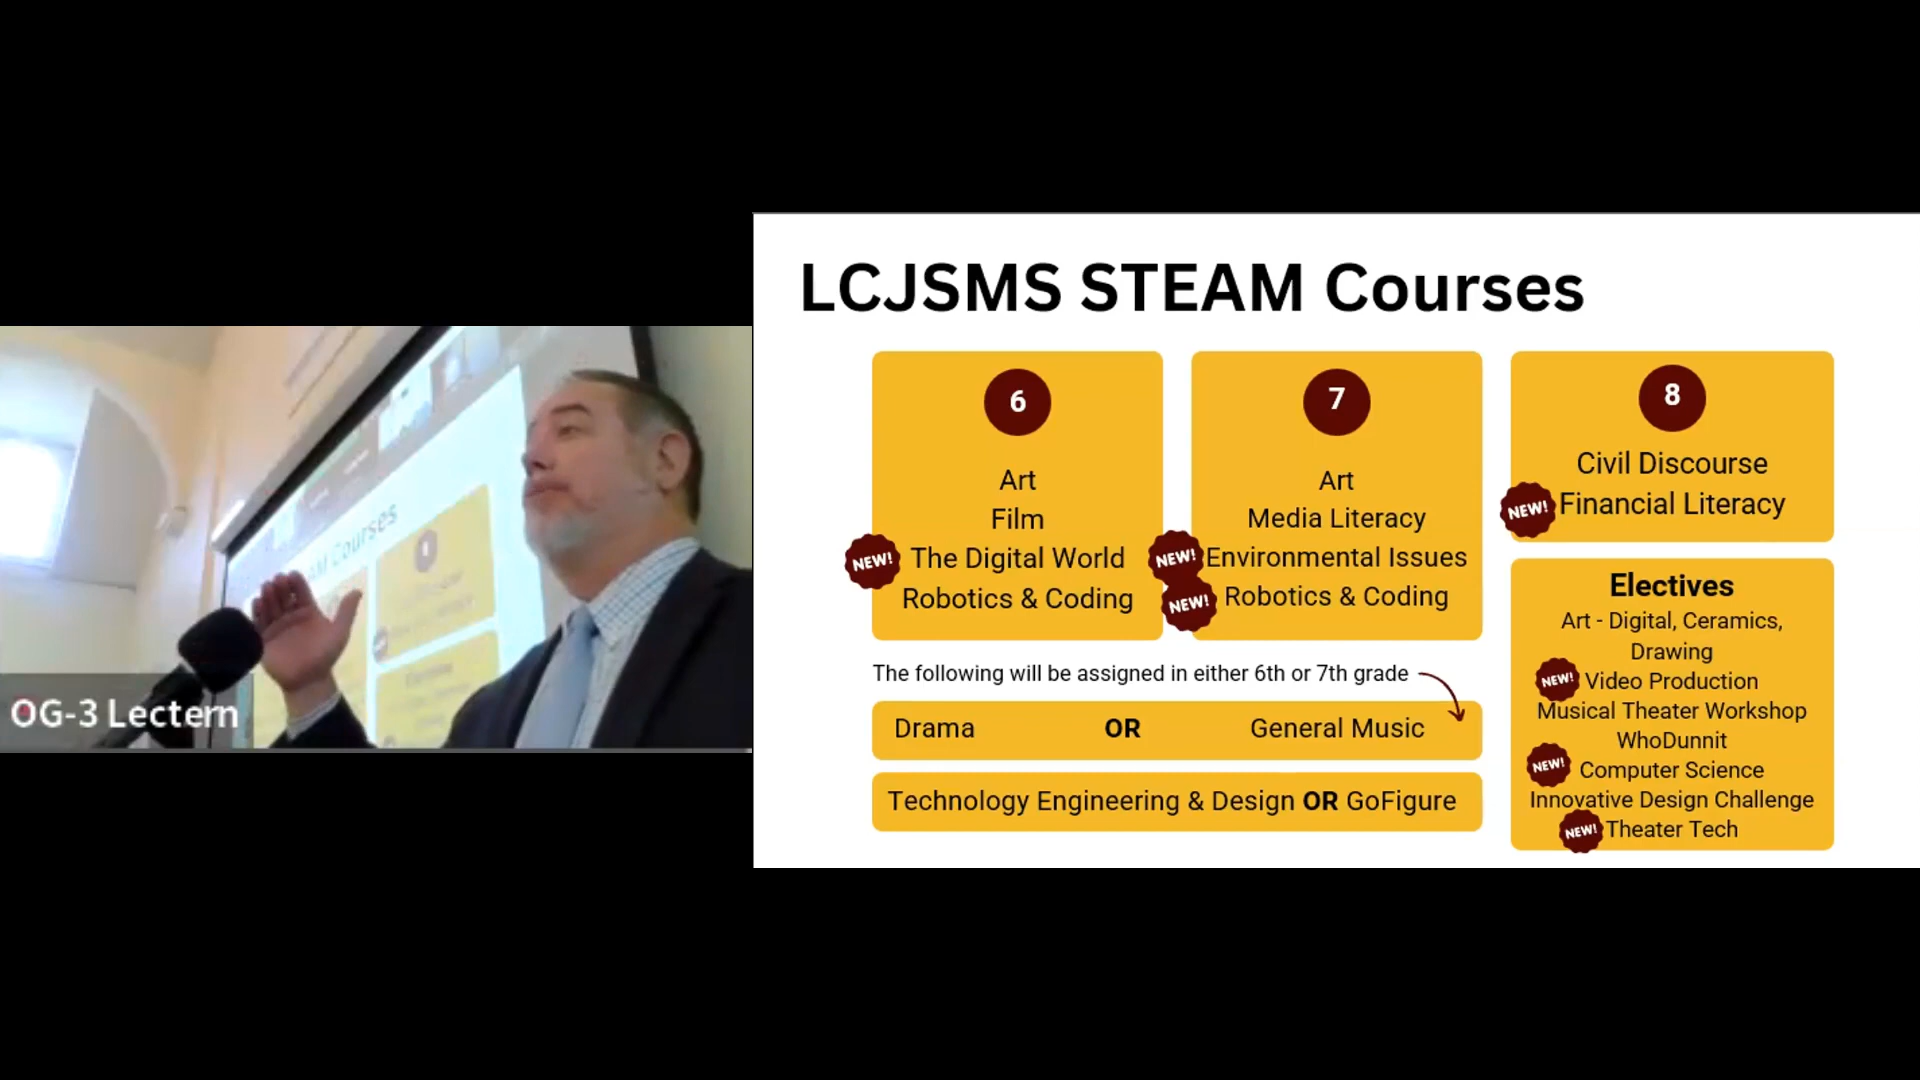 LCJSMS STEAM Courses
6
Art
Film
NEW! The Digital World
Robotics & Coding
7
Art
Media Literacy
NEW! Environmental Issues
NEW! Robotics & Coding
8
Civil Discourse
NEW! Financial Literacy
The following will be assigned in either 6th or 7th grade
Drama OR General Music
Technology Engineering & Design OR GoFigure
Electives
Art - Digital, Ceramics,
Drawing
NEW! Video Production
Musical Theater Workshop
WhoDunnit
NEW! Computer Science
Innovative Design Challenge
NEW! Theater Tech
Courses
OG-3 Lectern